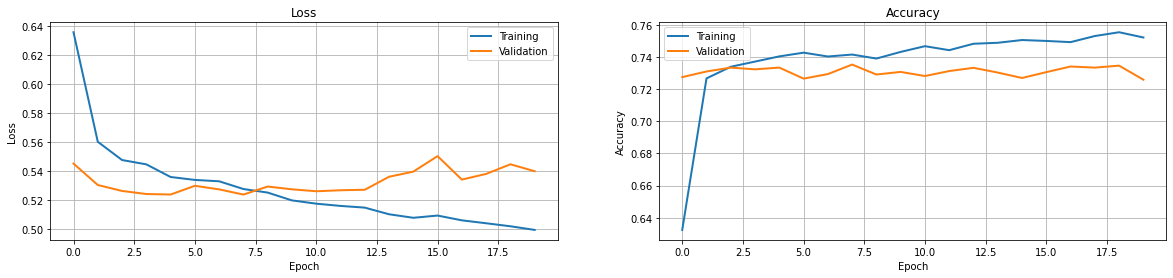 Loss
Loss
0.64
0.62
0.60
0.58
0.56
0.54
0.52
0.50
0.0 2.5 5.0 7.5 10.0 12.5 15.0 17.5
Epoch
Training
Validation
Accuracy
Accuracy
0.76
0.74
0.72
0.70
0.68
0.66
0.64
0.0 2.5 5.0 7.5 10.0 12.5 15.0 17.5
Epoch
Training
Validation